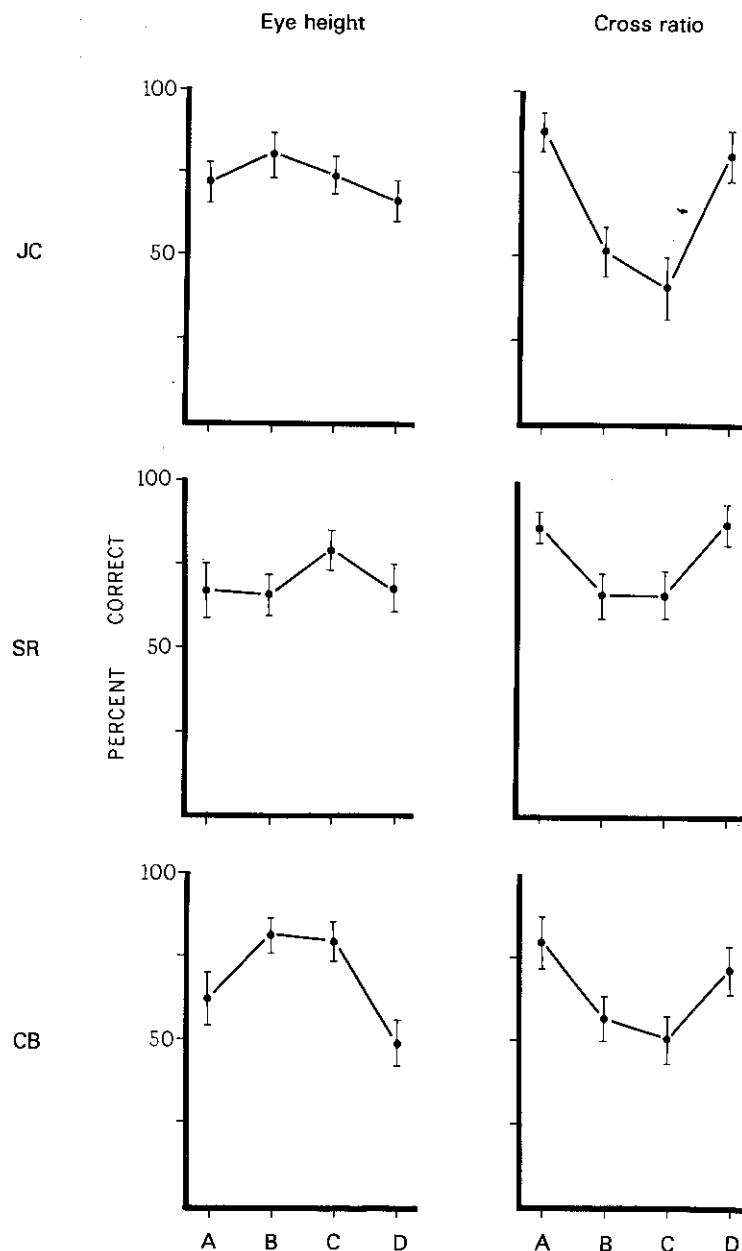 Eye height Cross ratio
100
JC
50
100
SR
50
PERCENT CORRECT
100
CB
50
A B C D A B C D